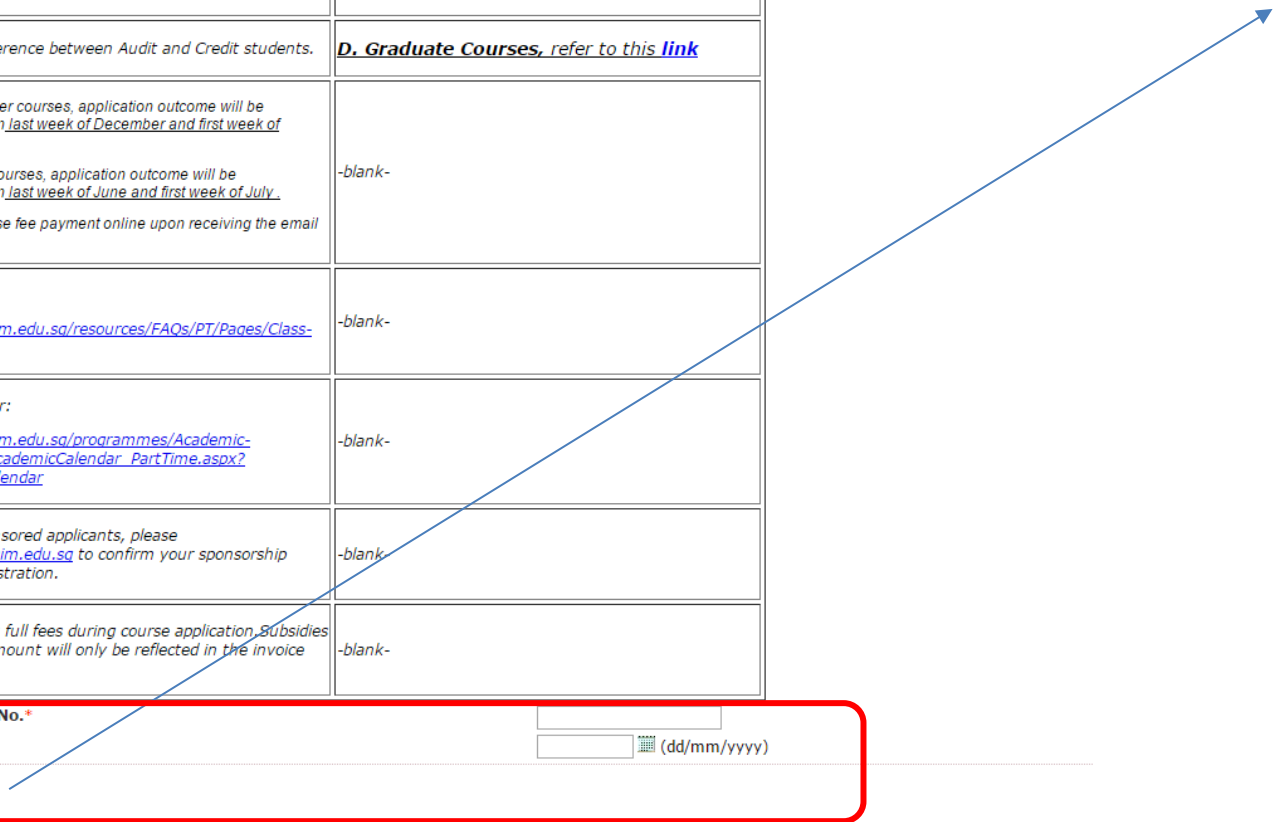 erence between Audit and Credit students.
D. Graduate Courses, refer to this link
er courses, application outcome will be
last week of December and first week of
ourses, application outcome will be
last week of June and first week of July .
se fee payment online upon receiving the email
-blank-
m.edu.sg/resources/FAQs/PT/Pages/Class-
-blank-
r:
m.edu.sg/programmes/Academic-
cademicCalendar_PartTime.aspx?
lendar
-blank-
sored applicants, please
im.edu.sg to confirm your sponsorship
stration.
-blank-
full fees during course application.Subsidies
mount will only be reflected in the invoice
-blank-
No.*
(dd/mm/yyyy)